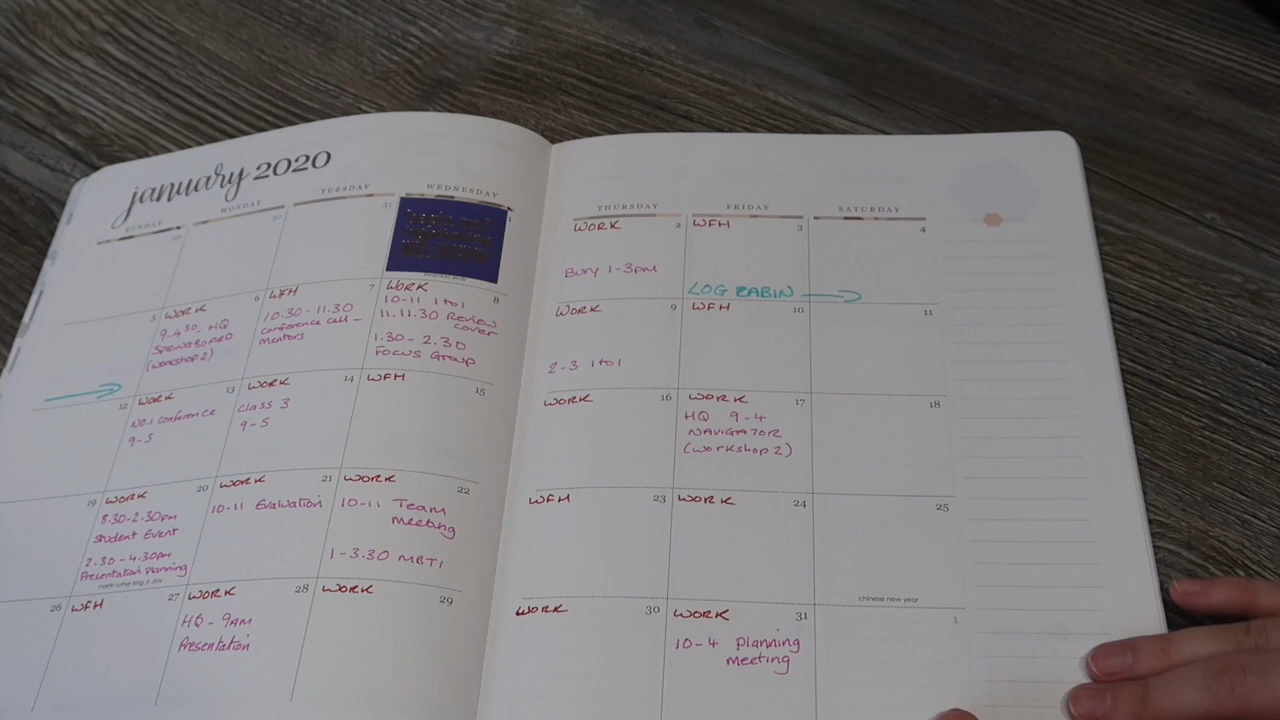 january 2020
SUNDAY
MONDAY
TUESDAY
WEDNESDAY
THURSDAY
FRIDAY
SATURDAY
29
30
31
1
2
WORK
Bury 1-3pm
3
WFH
LOG CABIN
4
5
6
WORK
9-4³⁰ HQ
SPRINGBOARD
(workshop 2)
7
WFH
10.30 - 11.30
conference call -
mentors
8
WORK
10-11 1to1
11.11.30 Review
cover
1.30 - 2.30
Focus Group
9
WORK
2-3 1to1
10
WFH
11
12
13
WORK
NO.1 conference
9-5
14
WORK
class 3
9-5
15
WFH
16
WORK
17
WORK
HQ 9-4
NAVIGATOR
(workshop 2)
18
19
20
WORK
8.30-2.30pm
Student Event
2.30 - 4.30pm
Presentation planning
21
WORK
10-11 Evaluation
22
WORK
10-11 Team
meeting
1-3.30 MBTI
23
WFH
24
WORK
25
chinese new year
26
27
WFH
28
WORK
HQ - 9AM
Presentation
29
WORK
30
WORK
31
WORK
10-4 Planning
meeting
1